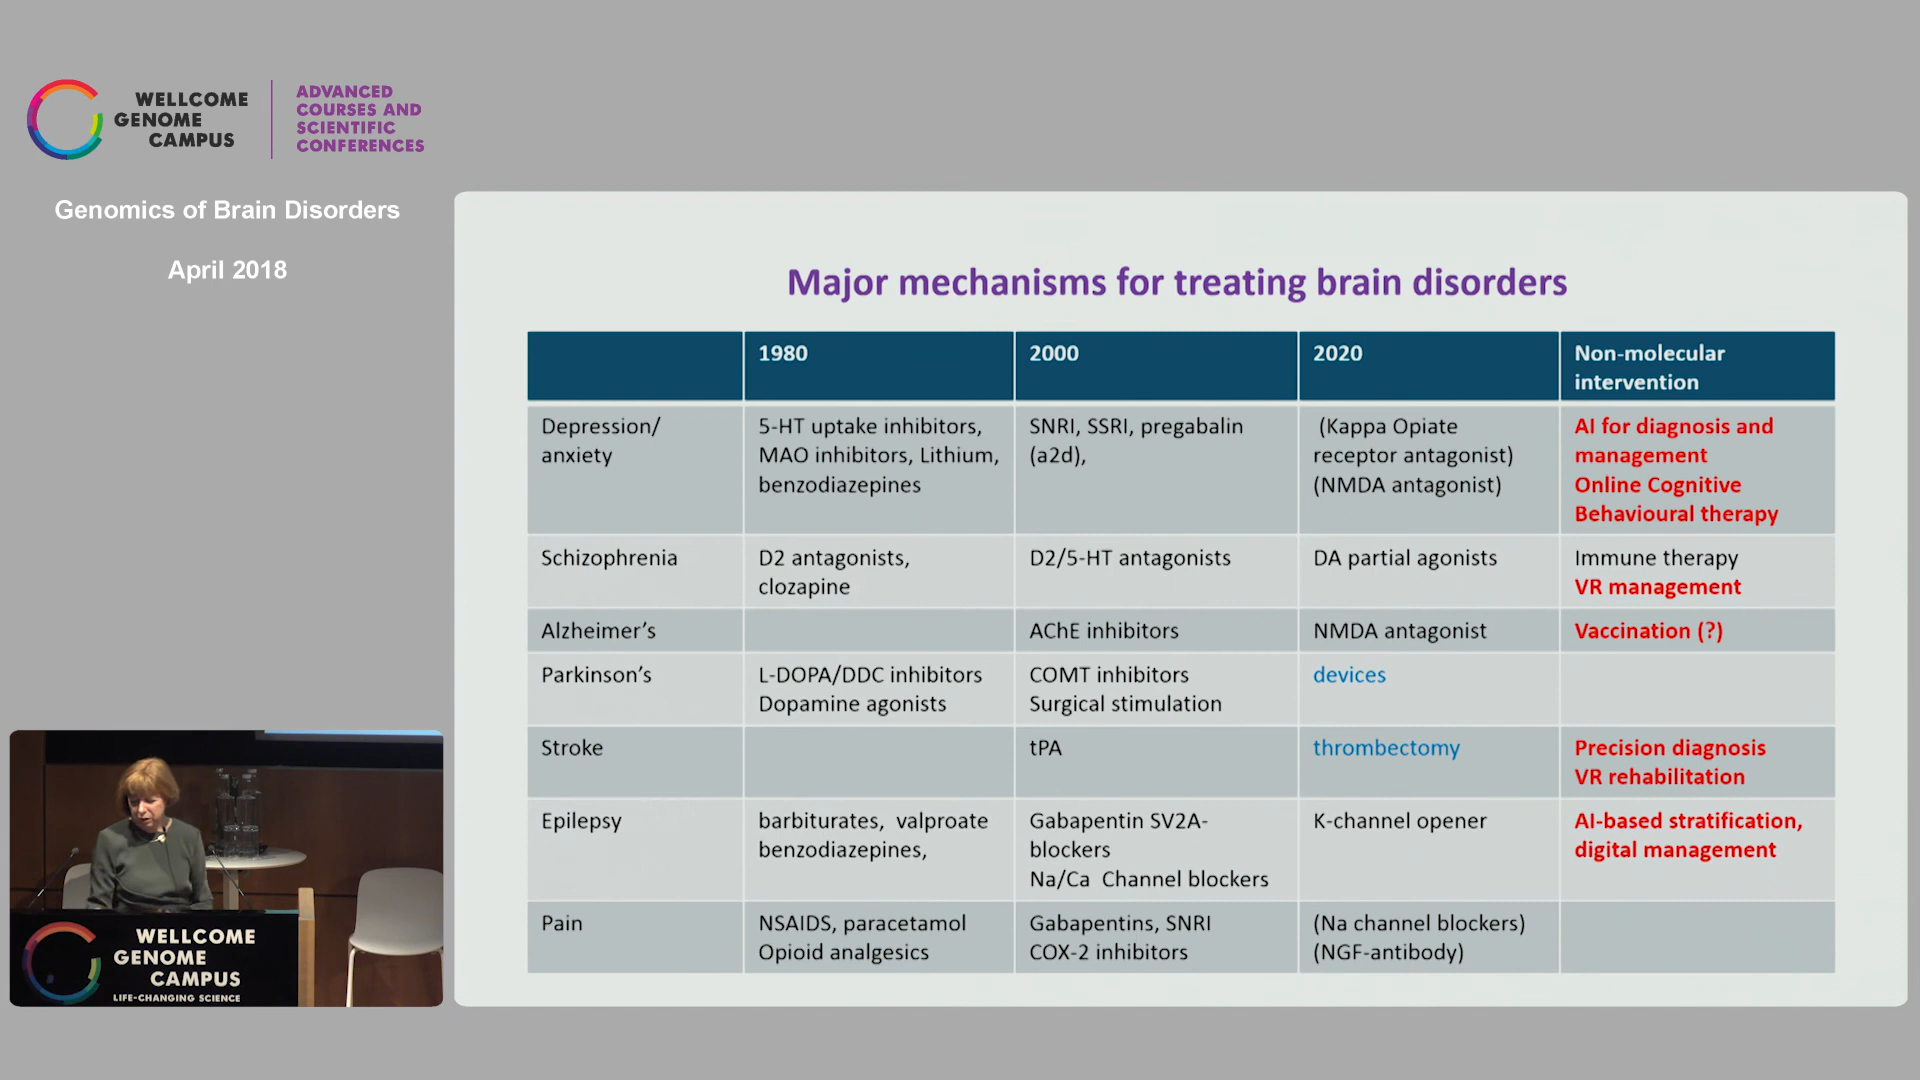 WELLCOME
GENOME
CAMPUS
ADVANCED
COURSES AND
SCIENTIFIC
CONFERENCES
Genomics of Brain Disorders
April 2018
Major mechanisms for treating brain disorders
1980
2000
2020
Non-molecular
intervention
Depression/
anxiety
5-HT uptake inhibitors,
MAO inhibitors, Lithium,
benzodiazepines
SNRI, SSRI, pregabalin
(a2d),
(Kappa Opiate
receptor antagonist)
(NMDA antagonist)
AI for diagnosis and
management
Online Cognitive
Behavioural therapy
Schizophrenia
D2 antagonists,
clozapine
D2/5-HT antagonists
DA partial agonists
Immune therapy
VR management
Alzheimer's
AChE inhibitors
NMDA antagonist
Vaccination (?)
Parkinson's
L-DOPA/DDC inhibitors
Dopamine agonists
COMT inhibitors
Surgical stimulation
devices
Stroke
tPA
thrombectomy
Precision diagnosis
VR rehabilitation
Epilepsy
barbiturates, valproate
benzodiazepines,
Gabapentin SV2A-
blockers
Na/Ca Channel blockers
K-channel opener
AI-based stratification,
digital management
Pain
NSAIDS, paracetamol
Opioid analgesics
Gabapentins, SNRI
COX-2 inhibitors
(Na channel blockers)
(NGF-antibody)
WELLCOME
GENOME
CAMPUS
LIFE-CHANGING SCIENCE